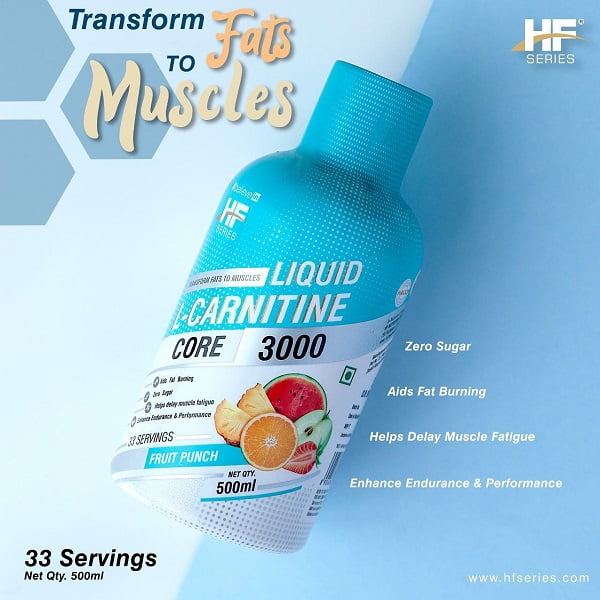 Transform Fats
TO
Muscles
HF
SERIES
believe in
HF
SERIES
TRANSFORM FATS TO MUSCLES
LIQUID
L-CARNITINE
CORE 3000
Aids Fat Burning
Zero Sugar
Helps delay muscle fatigue
Enhance Endurance & Performance
33 SERVINGS
FRUIT PUNCH
NET QTY.
500ml
Zero Sugar
Aids Fat Burning
Helps Delay Muscle Fatigue
Enhance Endurance & Performance
33 Servings
Net Qty. 500ml
www.hfseries.com